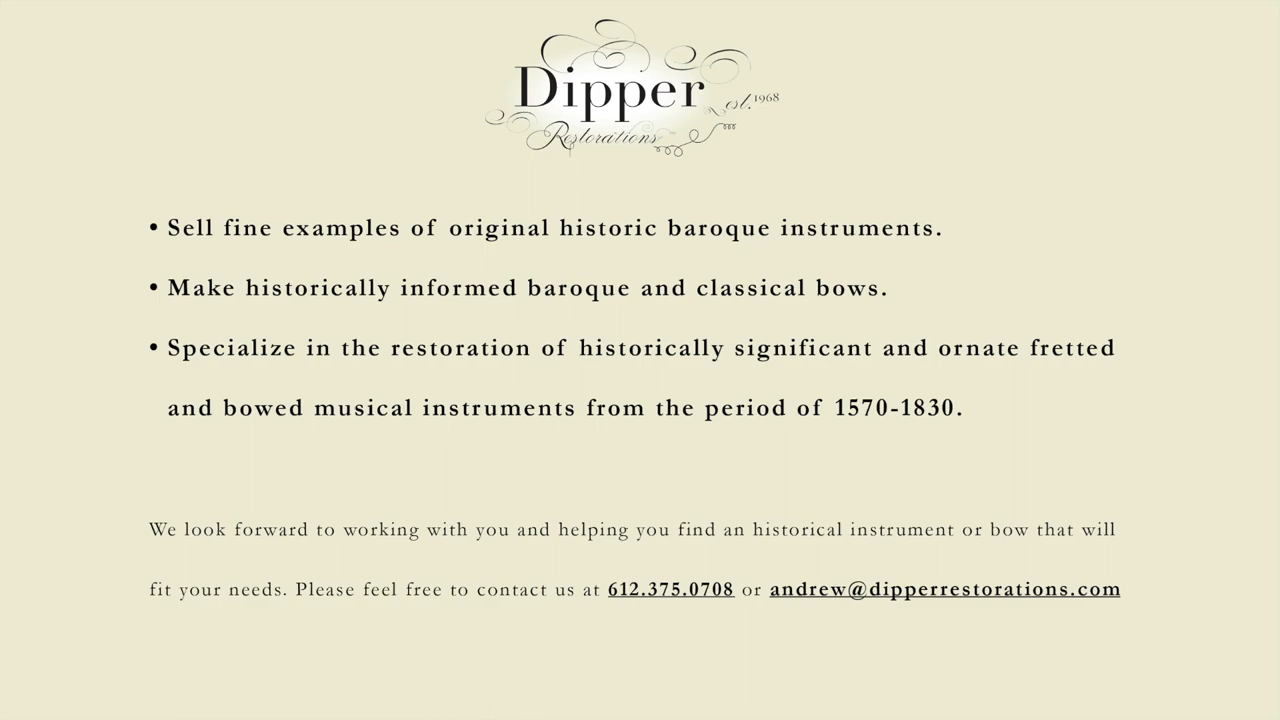 Dipper
est. 1968
Restorations
• Sell fine examples of original historic baroque instruments.
• Make historically informed baroque and classical bows.
• Specialize in the restoration of historically significant and ornate fretted
and bowed musical instruments from the period of 1570-1830.
We look forward to working with you and helping you find an historical instrument or bow that will
fit your needs. Please feel free to contact us at 612.375.0708 or andrew@dipperrestorations.com